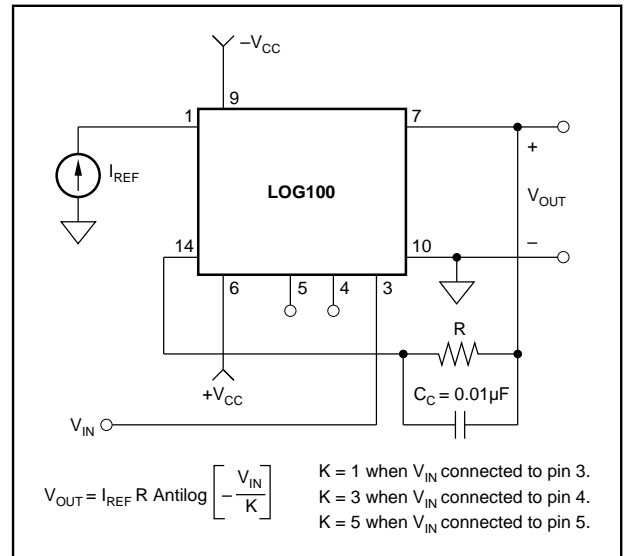 –VCC
9
1
7
IREF
LOG100
+
VOUT
–
14
10
6
5
4
3
R
+VCC
CC = 0.01µF
VIN
VOUT = IREF R Antilog [– VIN / K]
K = 1 when VIN connected to pin 3.
K = 3 when VIN connected to pin 4.
K = 5 when VIN connected to pin 5.